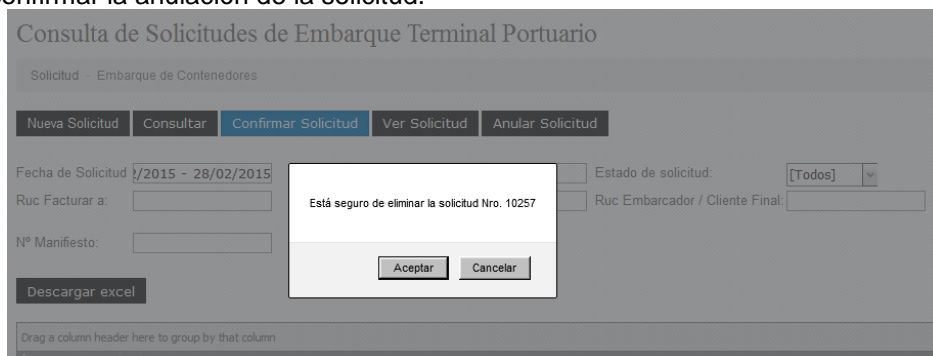 confirmar la anulación de la solicitud.
Consulta de Solicitudes de Embarque Terminal Portuario
Solicitud - Embarque de Contenedores
Nueva Solicitud Consultar Confirmar Solicitud Ver Solicitud Anular Solicitud
Fecha de Solicitud 2/2015 - 28/02/2015 Estado de solicitud: [Todos]
Ruc Facturar a: Ruc Embarcador / Cliente Final:
Está seguro de eliminar la solicitud Nro. 10257
Nº Manifiesto:
Aceptar Cancelar
Descargar excel
Drag a column header here to group by that column